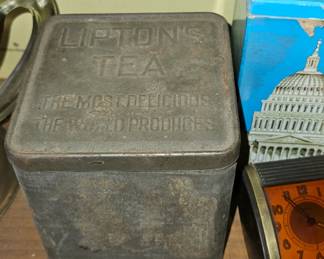 LIPTON'S
TEA
THE MOST DELICIOUS
THE WORLD PRODUCES